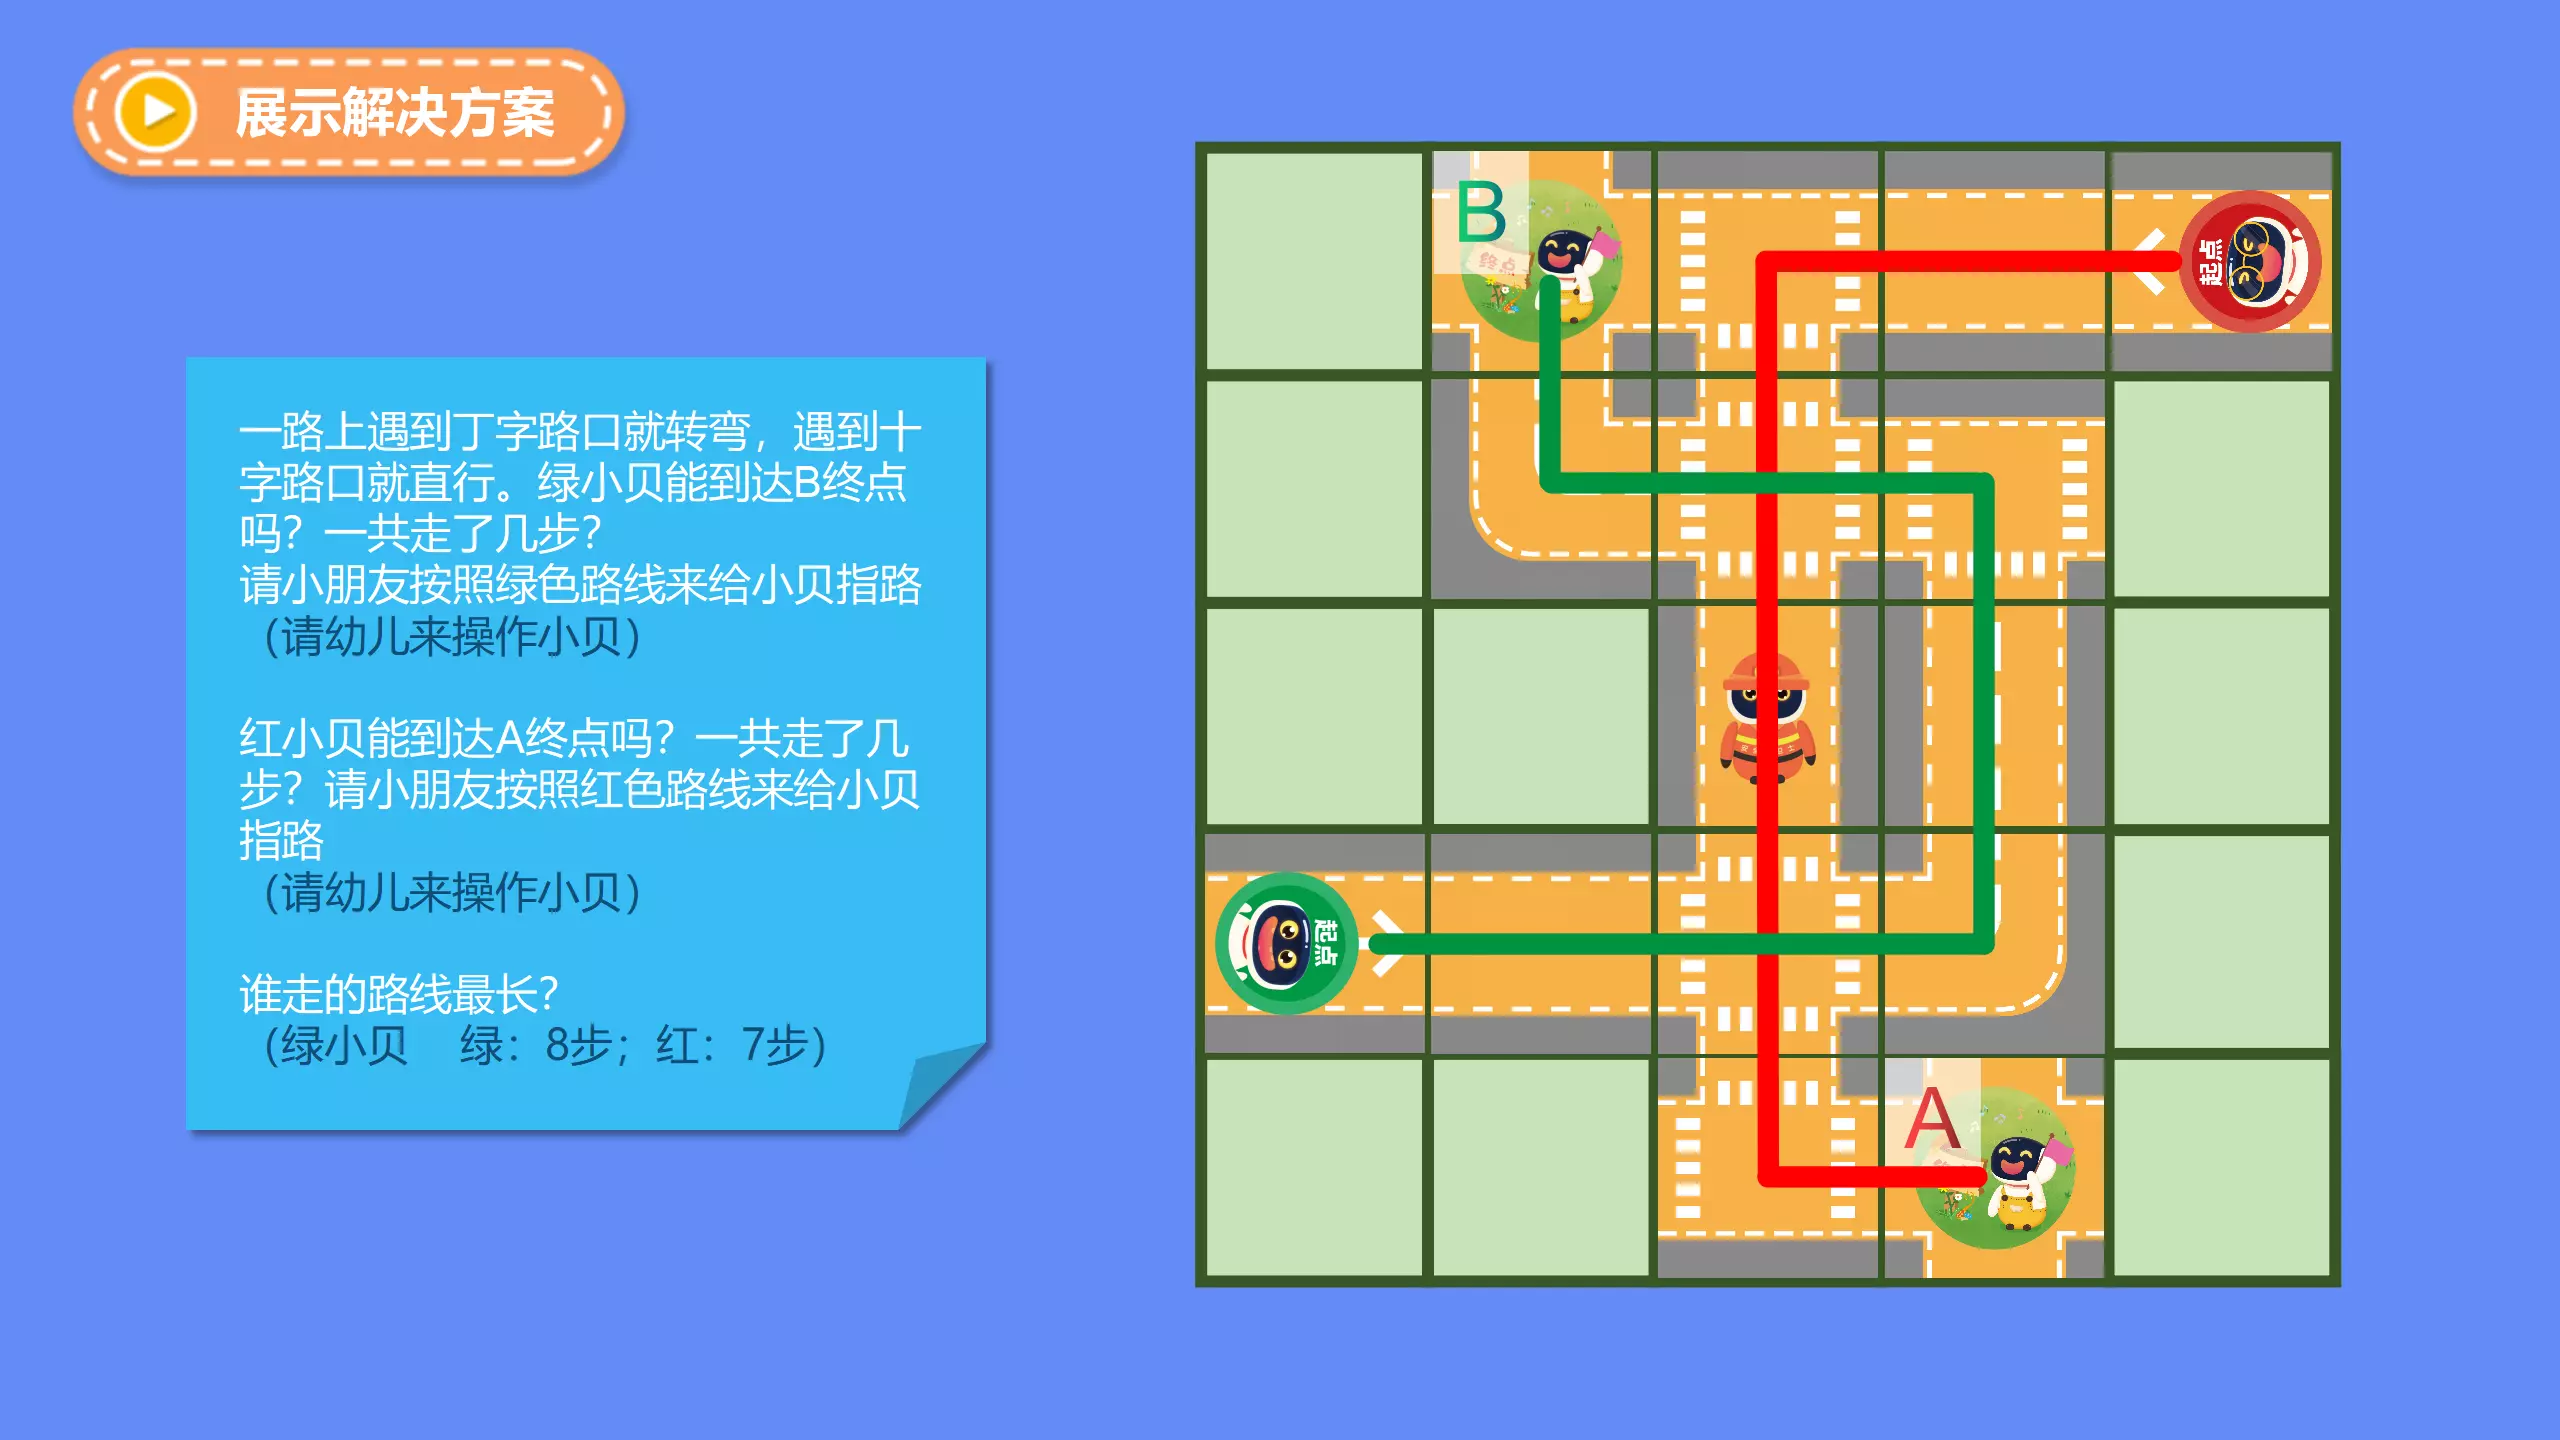 展示解决方案
一路上遇到丁字路口就转弯，遇到十
字路口就直行。绿小贝能到达B终点
吗？一共走了几步？
请小朋友按照绿色路线来给小贝指路
（请幼儿来操作小贝）
红小贝能到达A终点吗？一共走了几
步？请小朋友按照红色路线来给小贝
指路
（请幼儿来操作小贝）
谁走的路线最长？
（绿小贝 绿：8步；红：7步）
B
终点
起点
起点
A